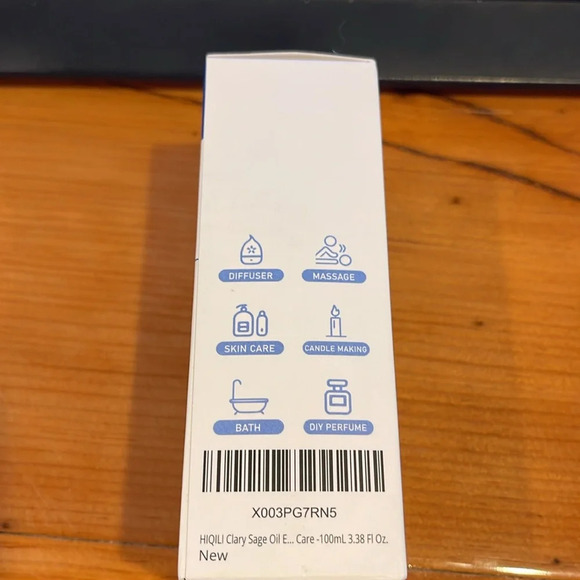 DIFFUSER MASSAGE
SKIN CARE CANDLE MAKING
BATH DIY PERFUME
X003PG7RN5
HIQILI Clary Sage Oil E... Care -100mL 3.38 Fl Oz.
New